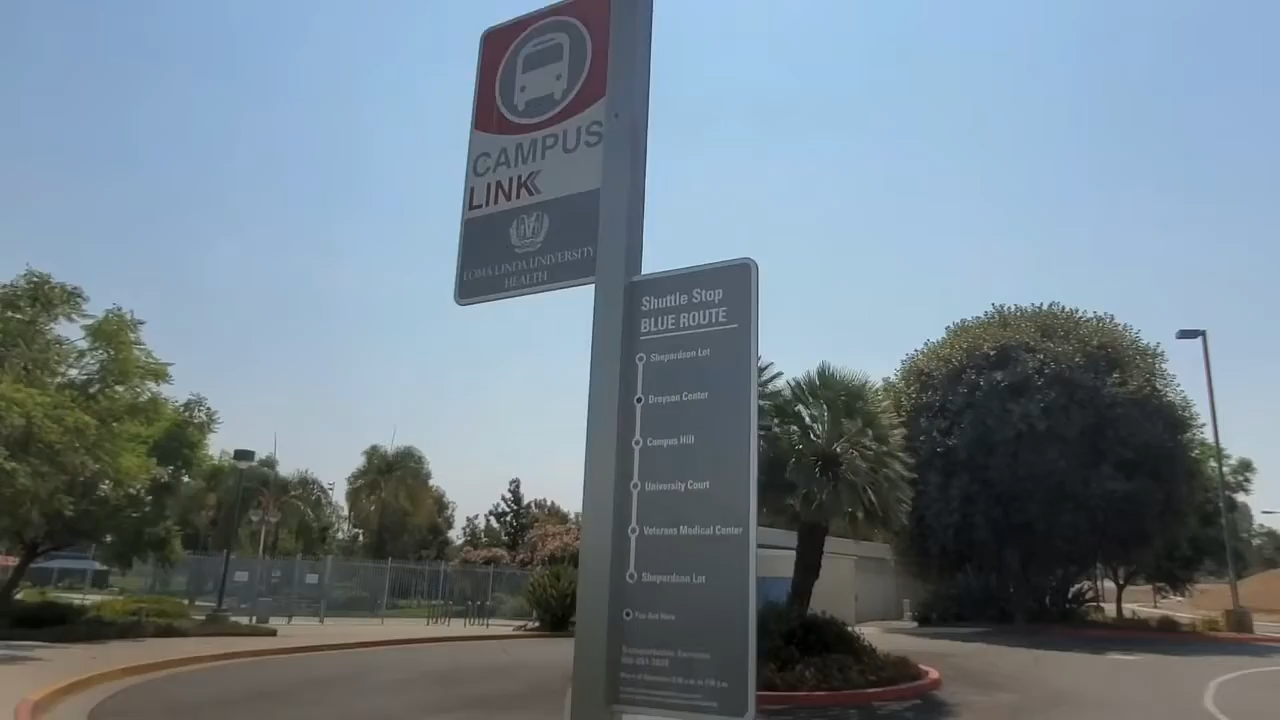 CAMPUS
LINK
LOMA LINDA UNIVERSITY
HEALTH
Shuttle Stop
BLUE ROUTE
Shepardson Lot
Drayson Center
Campus Hill
University Court
Veterans Medical Center
Shepardson Lot
You Are Here
Transportation Services